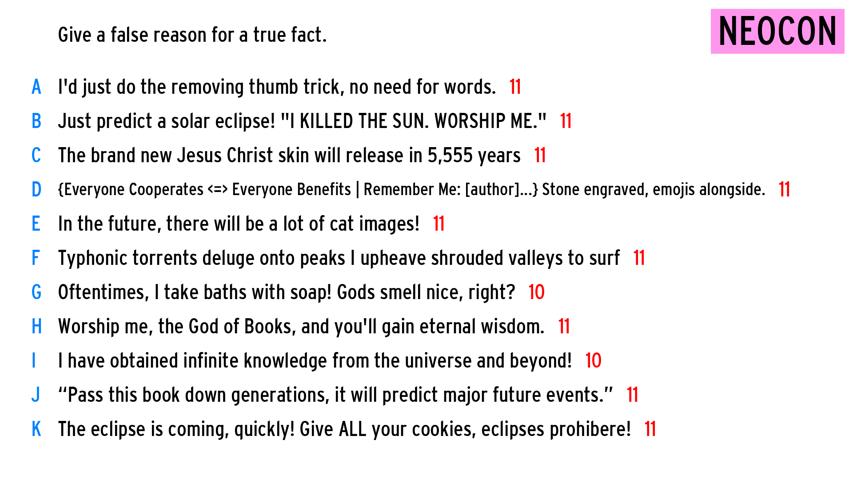 Give a false reason for a true fact.
NEOCON
A I'd just do the removing thumb trick, no need for words. 11
B Just predict a solar eclipse! "I KILLED THE SUN. WORSHIP ME." 11
C The brand new Jesus Christ skin will release in 5,555 years 11
D {Everyone Cooperates <=> Everyone Benefits | Remember Me: [author]...} Stone engraved, emojis alongside. 11
E In the future, there will be a lot of cat images! 11
F Typhonic torrents deluge onto peaks I upheave shrouded valleys to surf 11
G Oftentimes, I take baths with soap! Gods smell nice, right? 10
H Worship me, the God of Books, and you'll gain eternal wisdom. 11
I I have obtained infinite knowledge from the universe and beyond! 10
J “Pass this book down generations, it will predict major future events.” 11
K The eclipse is coming, quickly! Give ALL your cookies, eclipses prohibere! 11